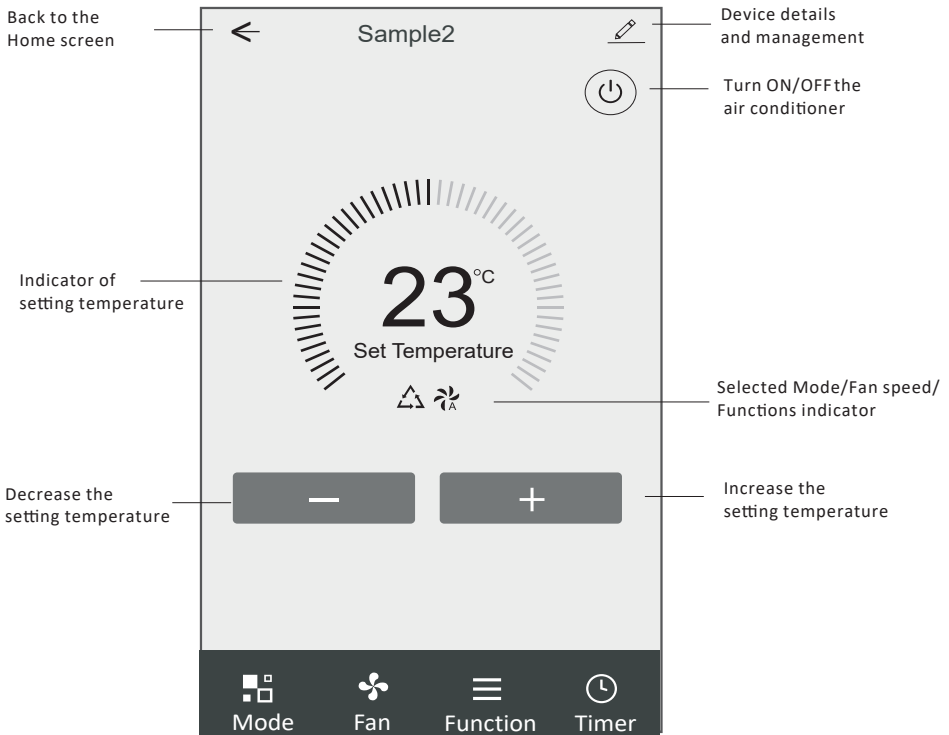 Back to the
Home screen
Sample2
Device details
and management
Turn ON/OFF the
air conditioner
Indicator of
setting temperature
23°C
Set Temperature
A
Selected Mode/Fan speed/
Functions indicator
Decrease the
setting temperature
Increase the
setting temperature
Mode
Fan
Function
Timer